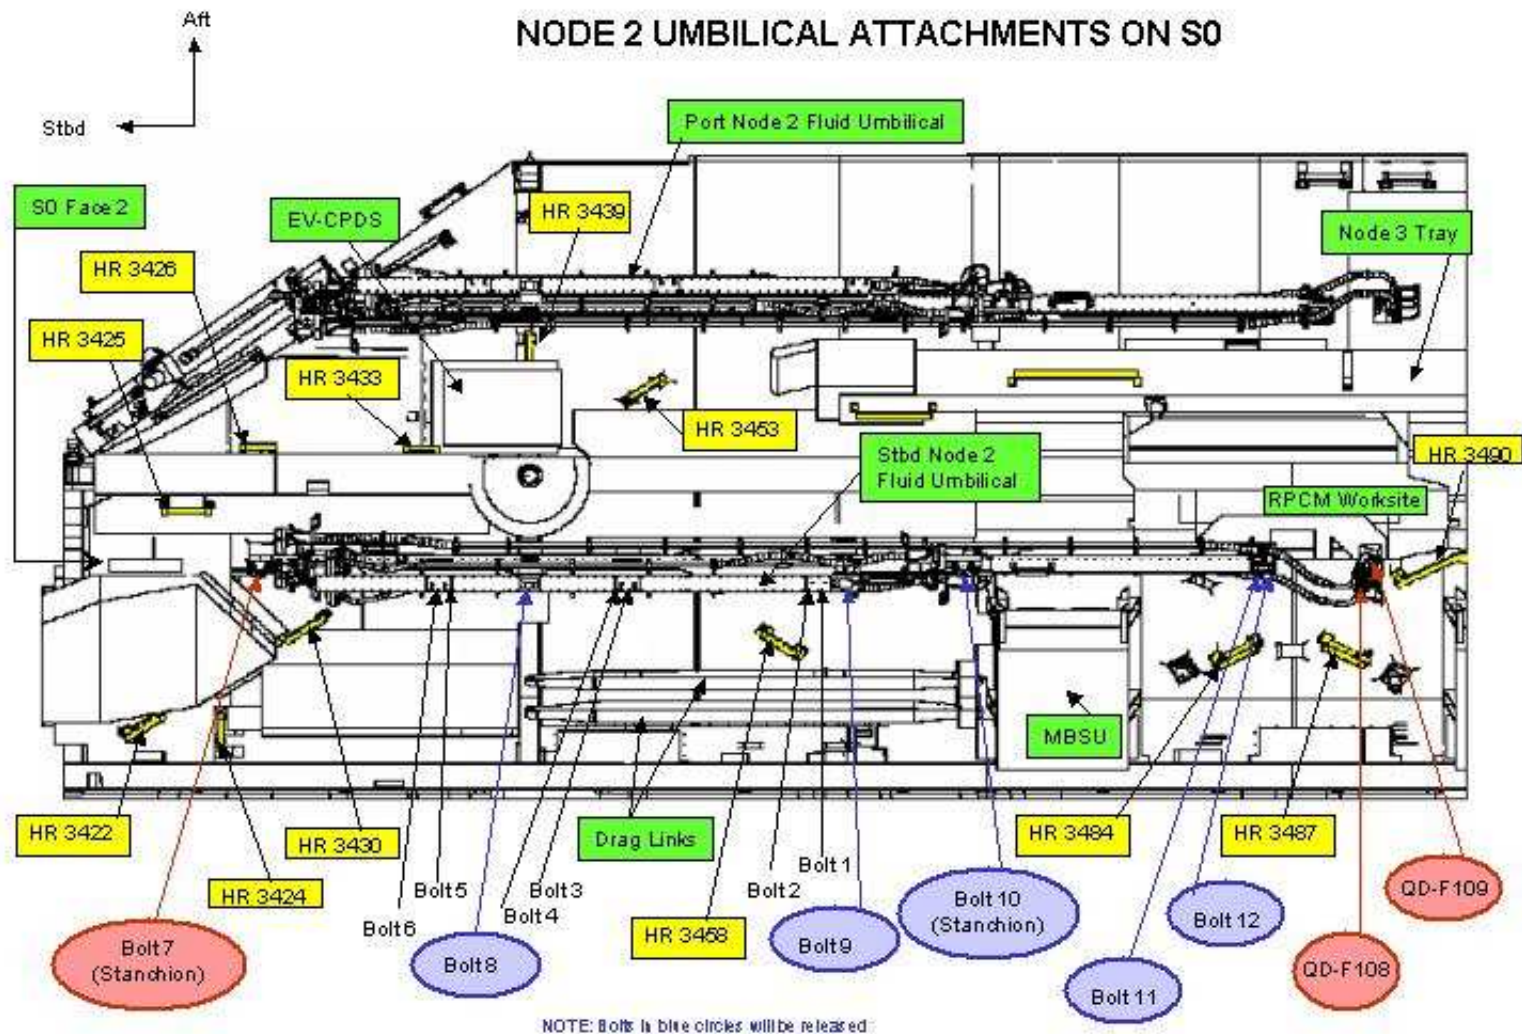 Aft
NODE 2 UMBILICAL ATTACHMENTS ON S0
Stbd
Port Node 2 Fluid Umbilical
S0 Face 2
EV-CPDS
HR 3439
Node 3 Tray
HR 3426
HR 3425
HR 3433
HR 3453
Stbd Node 2
Fluid Umbilical
HR 3490
RPCM Worksite
MBSU
HR 3422
HR 3430
Drag Links
HR 3484
HR 3487
HR 3424
Bolt 5
Bolt 3
Bolt 2
Bolt 1
Bolt 6
Bolt 4
HR 3458
Bolt 7
(Stanchion)
Bolt 8
Bolt 9
Bolt 10
(Stanchion)
Bolt 12
Bolt 11
QD-F109
QD-F108
NOTE: Bolts in blue circles will be released